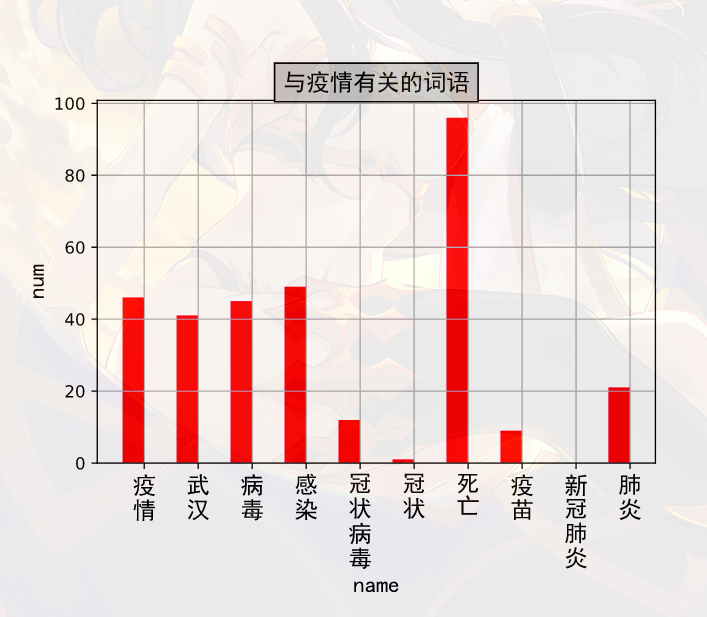 与疫情有关的词语
100
80
60
40
20
0
num
疫情
武汉
病毒
感染
冠状病毒
冠状
死亡
疫苗
新冠肺炎
肺炎
name